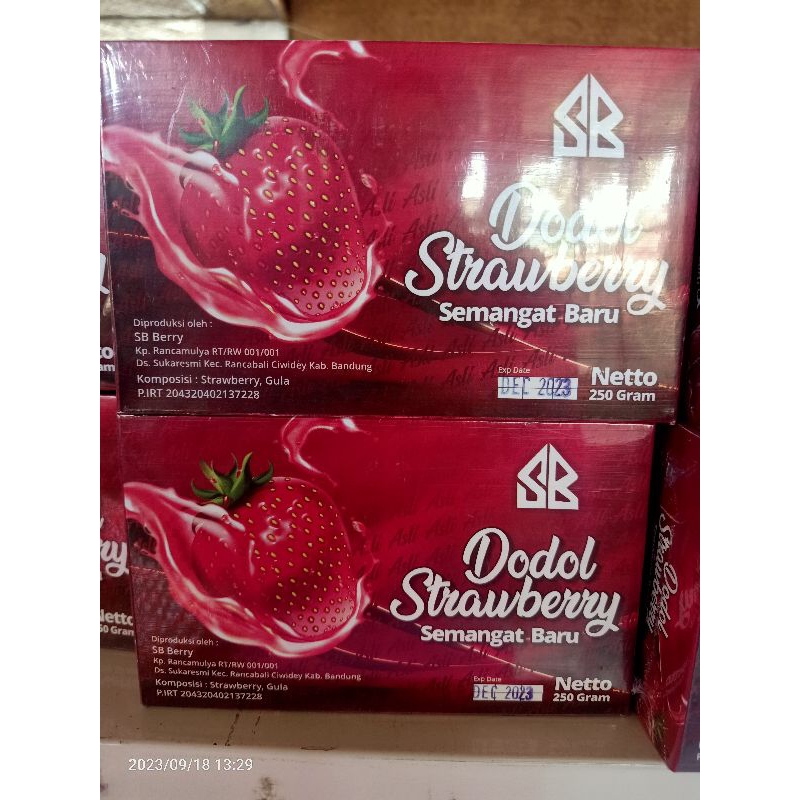 SB
Dodol
Strawberry
Semangat Baru
Diproduksi oleh :
SB Berry
Kp. Rancamulya RT/RW 001/001
Ds. Sukaresmi Kec. Rancabali Ciwidey Kab. Bandung
Komposisi : Strawberry, Gula
P.IRT 204320402137228
Exp Date
DEC 2023
Netto
250 Gram
SB
Dodol
Strawberry
Semangat Baru
Diproduksi oleh :
SB Berry
Kp. Rancamulya RT/RW 001/001
Ds. Sukaresmi Kec. Rancabali Ciwidey Kab. Bandung
Komposisi : Strawberry, Gula
P.IRT 204320402137228
Exp Date
DEC 2023
Netto
250 Gram
Dodol
Strawberry
2023/09/18 13:29